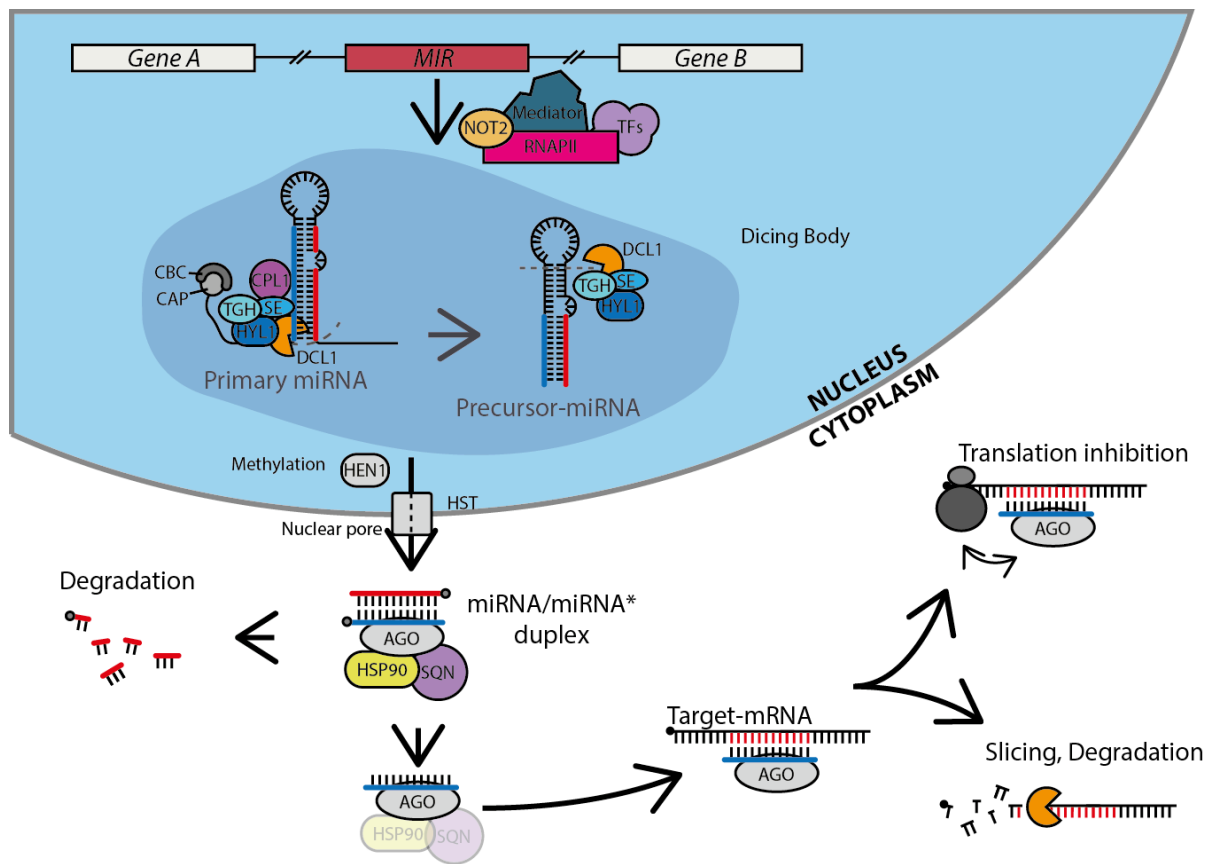 Gene A
MIR
Gene B
Mediator
NOT2
TFs
RNAPII
Dicing Body
DCL1
CBC
CPL1
SE
TGH
CAP
HYL1
TGH
SE
HYL1
DCL1
Primary miRNA
Precursor-miRNA
NUCLEUS
CYTOPLASM
Methylation
HEN1
HST
Nuclear pore
Translation inhibition
AGO
Degradation
miRNA/miRNA*
duplex
AGO
HSP90
SQN
Target-mRNA
AGO
Slicing, Degradation
AGO
HSP90
SQN